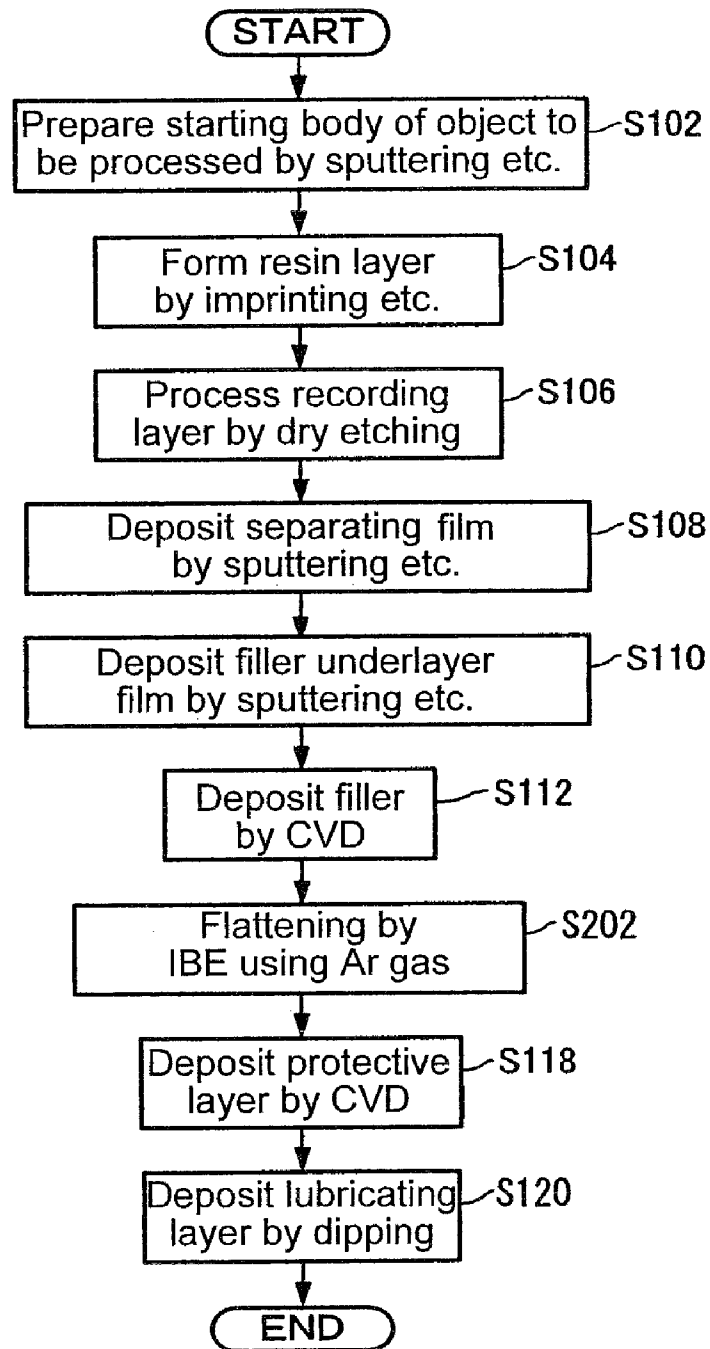 START
Prepare starting body of object to
be processed by sputtering etc.
S102
Form resin layer
by imprinting etc.
S104
Process recording
layer by dry etching
S106
Deposit separating film
by sputtering etc.
S108
Deposit filler underlayer
film by sputtering etc.
S110
Deposit filler
by CVD
S112
Flattening by
IBE using Ar gas
S202
Deposit protective
layer by CVD
S118
Deposit lubricating
layer by dipping
S120
END